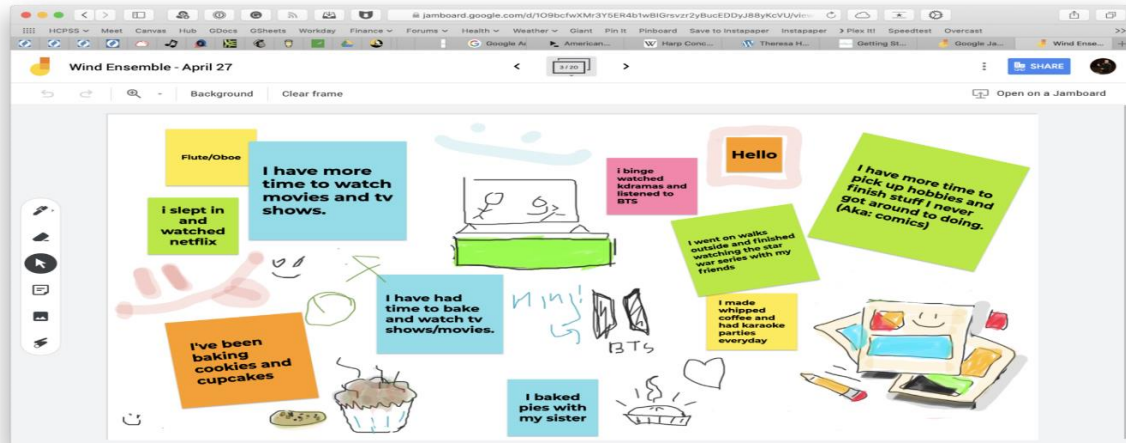 jamboard.google.com/d/1O9bcfwXMr3Y5ER4b1wBIGrsvzr2yBucEDDyJ88yKcVU/view
HCPSS Meet Canvas Hub GDocs GSheets Workday Finance Forums Health Weather Giant Pin It Pinboard Save to Instapaper Instapaper > Plex It! Speedtest Overcast
Google Ai American... Harp Conc... Theresa H... Getting St... Google Ja... Wind Ense...
Wind Ensemble - April 27
3/20
SHARE
Background Clear frame
Open on a Jamboard
Flute/Oboe
I have more
time to watch
movies and tv
shows.
i slept in
and
watched
netflix
i binge
watched
kdramas and
listened to
BTS
Hello
I have more time to
pick up hobbies and
finish stuff I never
got around to doing.
(Aka: comics)
I went on walks
outside and finished
watching the star
war series with my
friends
I have had
time to bake
and watch tv
shows/movies.
BTS
I made
whipped
coffee and
had karaoke
parties
everyday
I've been
baking
cookies and
cupcakes
I baked
pies with
my sister